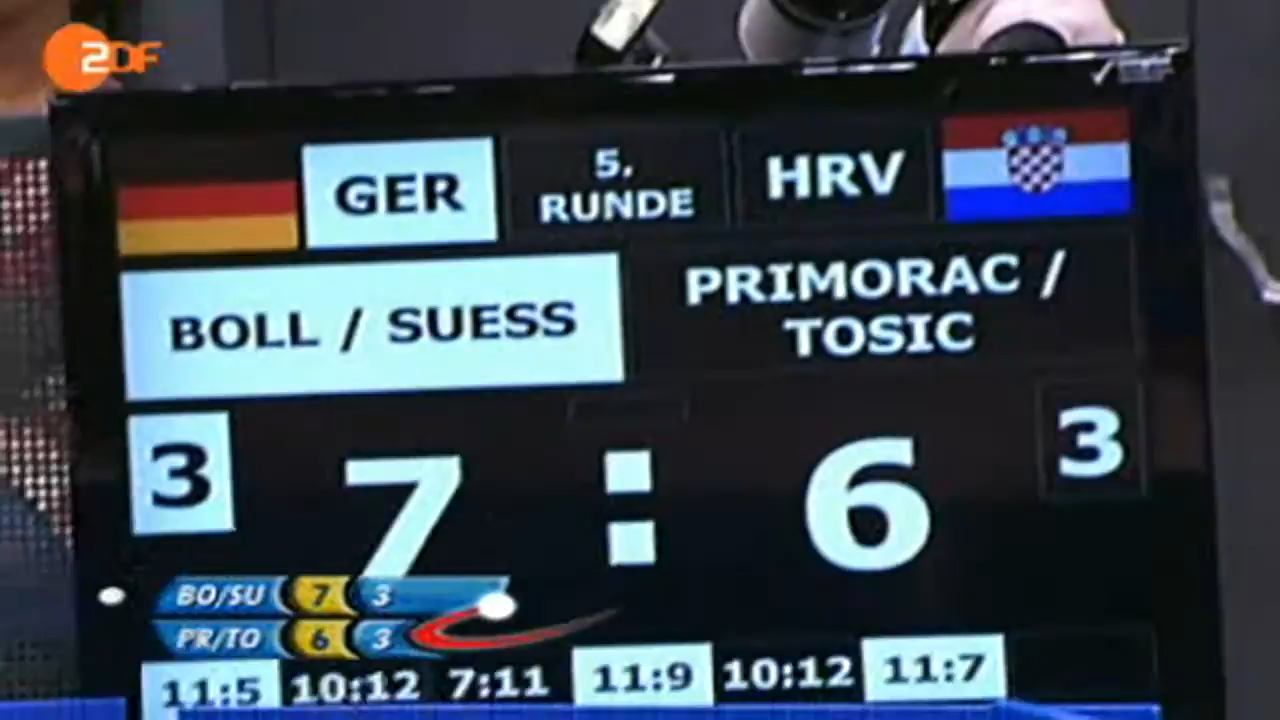 ZDF
GER
5.
RUNDE
HRV
BOLL / SUESS
PRIMORAC /
TOSIC
3
7 : 6
3
BO/SU 7 3
PR/TO 6 3
11:5 10:12 7:11 11:9 10:12 11:7